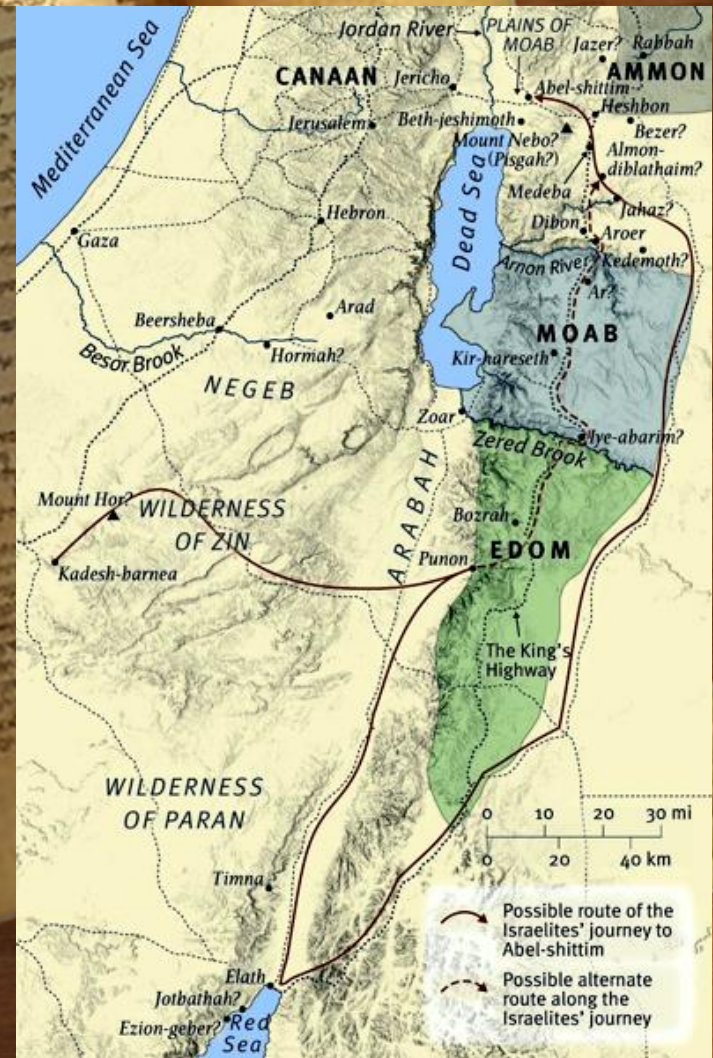 Mediterranean Sea
Jordan River
PLAINS OF
MOAB
Jazer?
Rabbah
CANAAN
Jericho
AMMON
Abel-shittim
Heshbon
Jerusalem
Beth-jeshimoth
Bezer?
Mount Nebo?
(Pisgah?)
Almon-
diblathaim?
Medeba
Dead Sea
Jahaz?
Hebron
Dibon
Aroer
Gaza
Arnon River
Kedemoth?
Ar?
Arad
Beersheba
MOAB
Besor Brook
Hormah?
Kir-hareseth
NEGEB
Zoar
Zered Brook
Iye-abarim?
ARABAH
Mount Hor?
WILDERNESS
OF ZIN
Bozrah
EDOM
Punon
Kadesh-barnea
The King's
Highway
WILDERNESS
OF PARAN
0 10 20 30 mi
0 20 40 km
Timna
Possible route of the
Israelites' journey to
Abel-shittim
Elath
Possible alternate
route along the
Israelites' journey
Jotbathah?
Ezion-geber?
Red
Sea